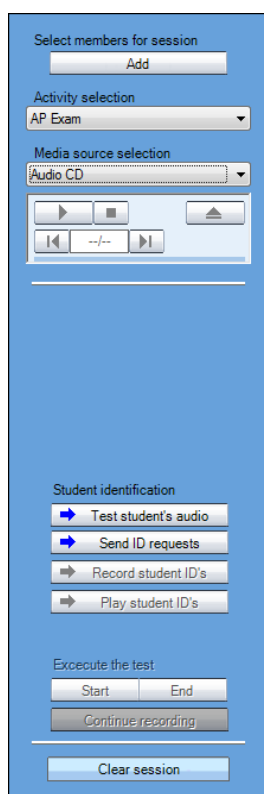 Select members for session
Add
Activity selection
AP Exam
Media source selection
Audio CD
--/--
Student identification
Test student's audio
Send ID requests
Record student ID's
Play student ID's
Excecute the test
Start End
Continue recording
Clear session